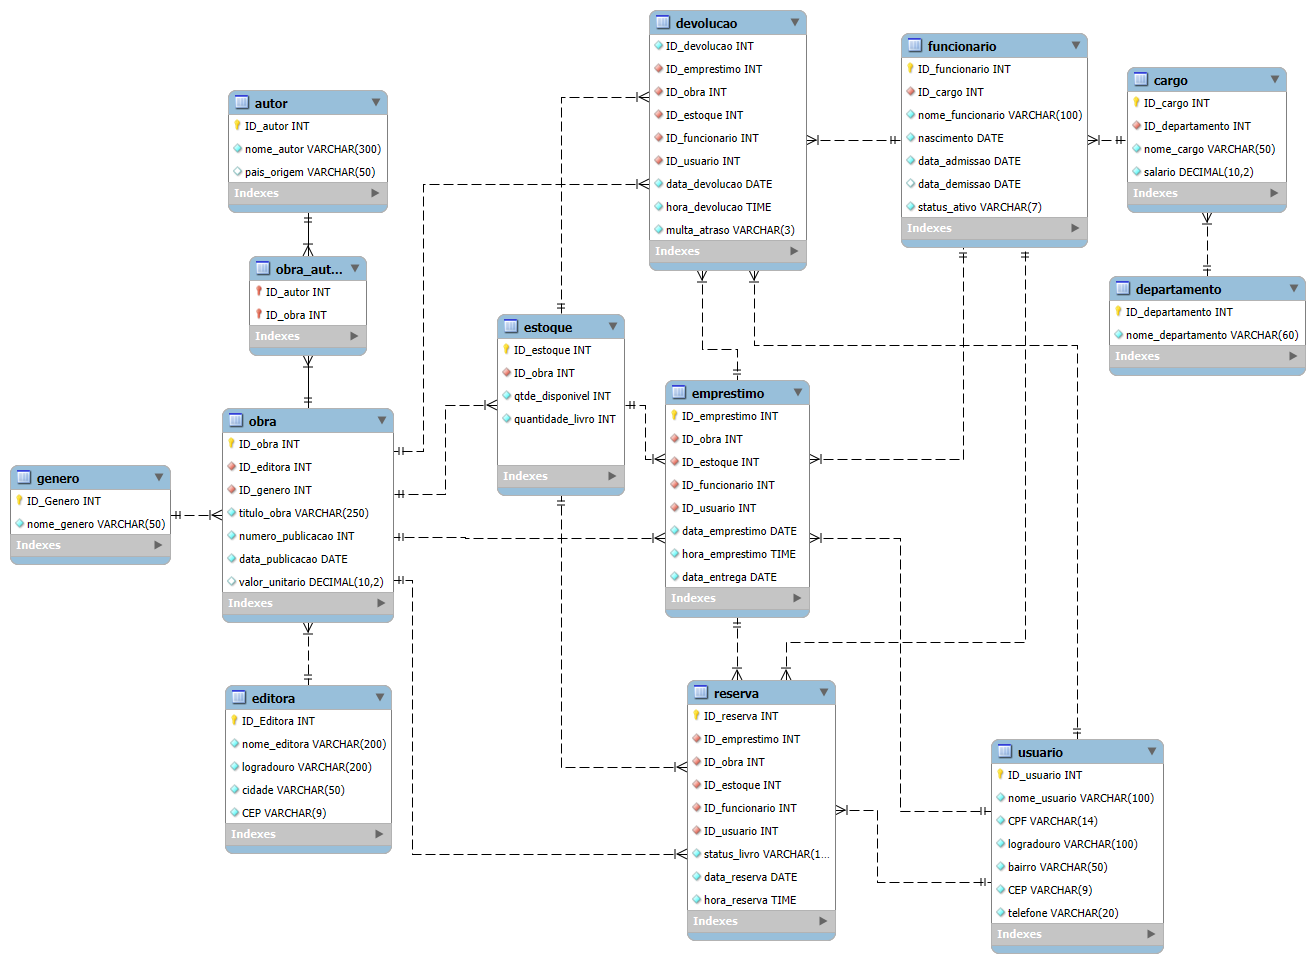 autor
ID_autor INT
nome_autor VARCHAR(300)
pais_origem VARCHAR(50)
Indexes
obra_aut...
ID_autor INT
ID_obra INT
Indexes
genero
ID_Genero INT
nome_genero VARCHAR(50)
Indexes
obra
ID_obra INT
ID_editora INT
ID_genero INT
titulo_obra VARCHAR(250)
numero_publicacao INT
data_publicacao DATE
valor_unitario DECIMAL(10,2)
Indexes
editora
ID_Editora INT
nome_editora VARCHAR(200)
logradouro VARCHAR(200)
cidade VARCHAR(50)
CEP VARCHAR(9)
Indexes
estoque
ID_estoque INT
ID_obra INT
qtde_disponivel INT
quantidade_livro INT
Indexes
devolucao
ID_devolucao INT
ID_emprestimo INT
ID_obra INT
ID_estoque INT
ID_funcionario INT
ID_usuario INT
data_devolucao DATE
hora_devolucao TIME
multa_atraso VARCHAR(3)
Indexes
emprestimo
ID_emprestimo INT
ID_obra INT
ID_estoque INT
ID_funcionario INT
ID_usuario INT
data_emprestimo DATE
hora_emprestimo TIME
data_entrega DATE
Indexes
reserva
ID_reserva INT
ID_emprestimo INT
ID_obra INT
ID_estoque INT
ID_funcionario INT
ID_usuario INT
status_livro VARCHAR(1...
data_reserva DATE
hora_reserva TIME
Indexes
funcionario
ID_funcionario INT
ID_cargo INT
nome_funcionario VARCHAR(100)
nascimento DATE
data_admissao DATE
data_demissao DATE
status_ativo VARCHAR(7)
Indexes
cargo
ID_cargo INT
ID_departamento INT
nome_cargo VARCHAR(50)
salario DECIMAL(10,2)
Indexes
departamento
ID_departamento INT
nome_departamento VARCHAR(60)
Indexes
usuario
ID_usuario INT
nome_usuario VARCHAR(100)
CPF VARCHAR(14)
logradouro VARCHAR(100)
bairro VARCHAR(50)
CEP VARCHAR(9)
telefone VARCHAR(20)
Indexes